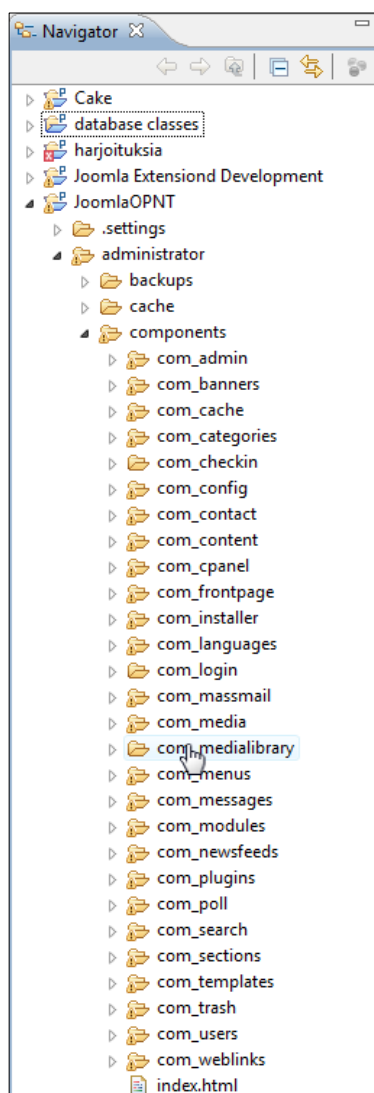 Navigator
Cake
database classes
harjoituksia
Joomla Extensiond Development
JoomlaOPNT
.settings
administrator
backups
cache
components
com_admin
com_banners
com_cache
com_categories
com_checkin
com_config
com_contact
com_content
com_cpanel
com_frontpage
com_installer
com_languages
com_login
com_massmail
com_media
com_medialibrary
com_menus
com_messages
com_modules
com_newsfeeds
com_plugins
com_poll
com_search
com_sections
com_templates
com_trash
com_users
com_weblinks
index.html